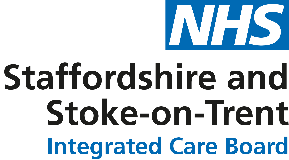 NHS
Staffordshire and
Stoke-on-Trent
Integrated Care Board